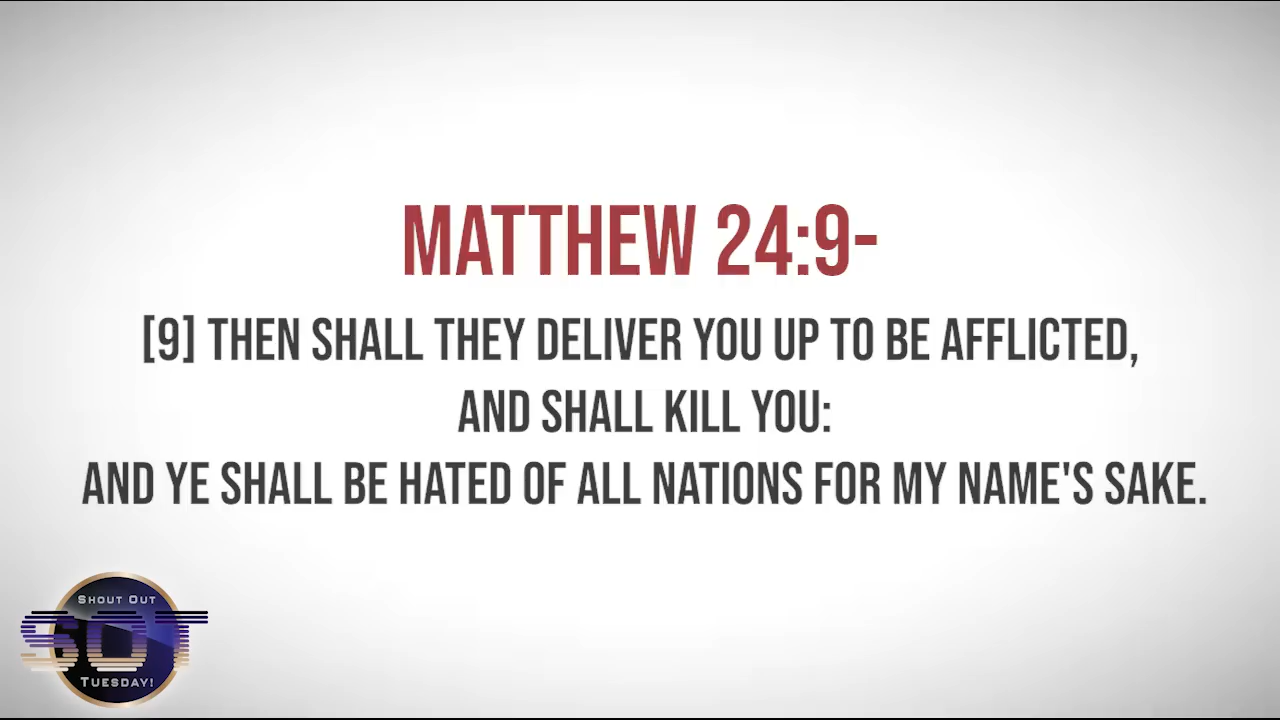 MATTHEW 24:9-
[9] THEN SHALL THEY DELIVER YOU UP TO BE AFFLICTED,
AND SHALL KILL YOU:
AND YE SHALL BE HATED OF ALL NATIONS FOR MY NAME'S SAKE.
SHOUT OUT
SOT
TUESDAY!